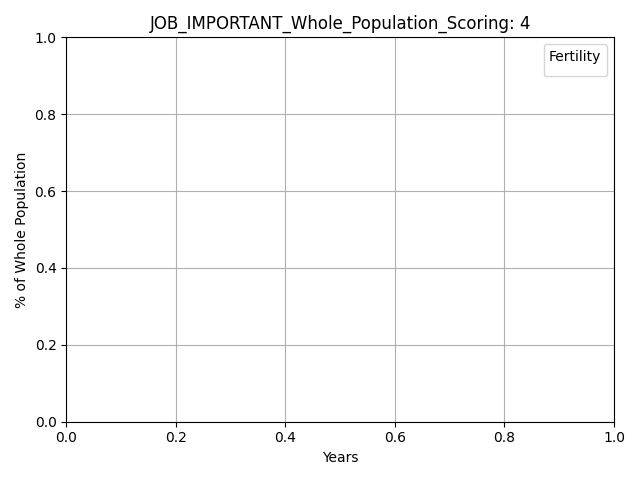 JOB_IMPORTANT_Whole_Population_Scoring: 4
Fertility
% of Whole Population
1.0
0.8
0.6
0.4
0.2
0.0
0.0 0.2 0.4 0.6 0.8 1.0
Years